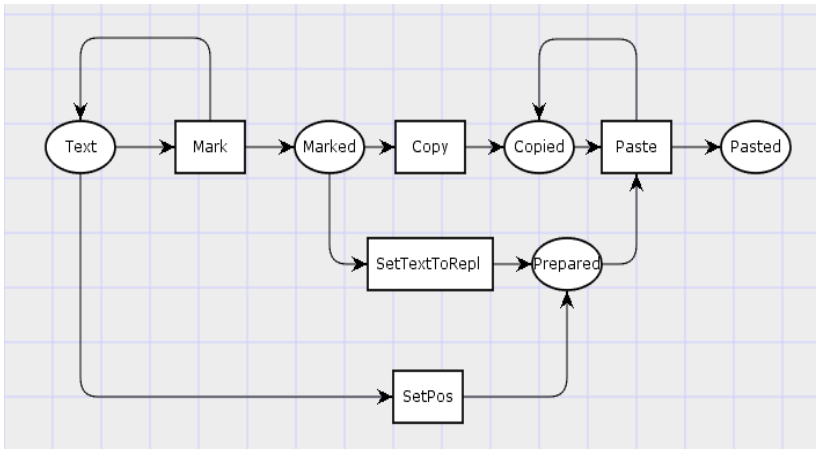 Text
Mark
Marked
Copy
Copied
Paste
Pasted
SetTextToRepl
Prepared
SetPos